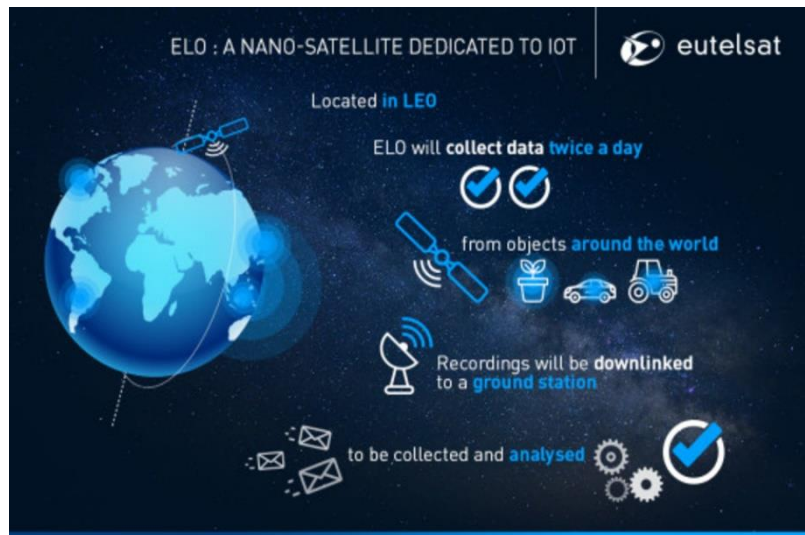 ELO : A NANO-SATELLITE DEDICATED TO IOT
eutelsat
Located in LEO
ELO will collect data twice a day
from objects around the world
Recordings will be downlinked
to a ground station
to be collected and analysed